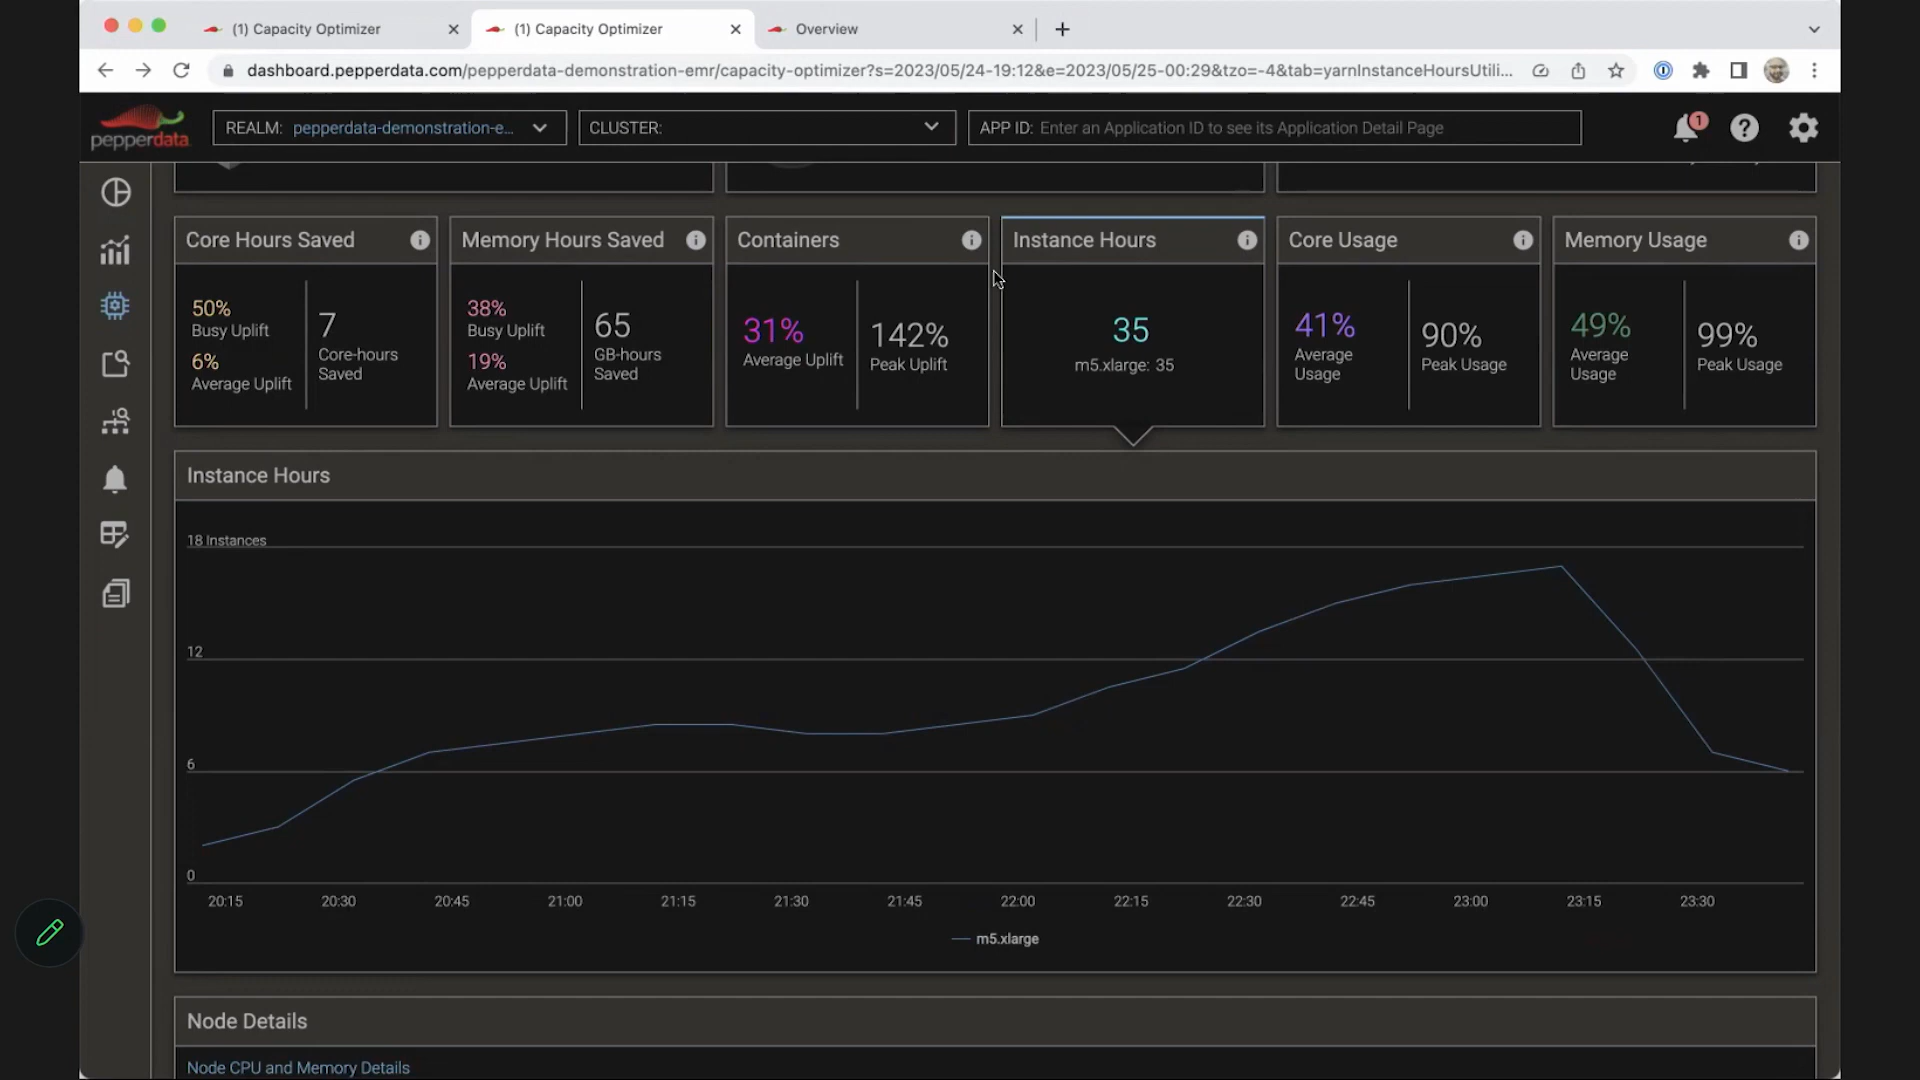 (1) Capacity Optimizer
(1) Capacity Optimizer
Overview
dashboard.pepperdata.com/pepperdata-demonstration-emr/capacity-optimizer?s=2023/05/24-19:12&e=2023/05/25-00:29&tzo=-4&tab=yarnInstanceHoursUtili...
pepperdata
REALM: pepperdata-demonstration-e...
CLUSTER:
APP ID: Enter an Application ID to see its Application Detail Page
1
Core Hours Saved
50%
Busy Uplift
6%
Average Uplift
7
Core-hours
Saved
Memory Hours Saved
38%
Busy Uplift
19%
Average Uplift
65
GB-hours
Saved
Containers
31%
Average Uplift
142%
Peak Uplift
Instance Hours
35
m5.xlarge: 35
Core Usage
41%
Average
Usage
90%
Peak Usage
Memory Usage
49%
Average
Usage
99%
Peak Usage
Instance Hours
18 Instances
12
6
0
20:15 20:30 20:45 21:00 21:15 21:30 21:45 22:00 22:15 22:30 22:45 23:00 23:15 23:30
m5.xlarge
Node Details
Node CPU and Memory Details